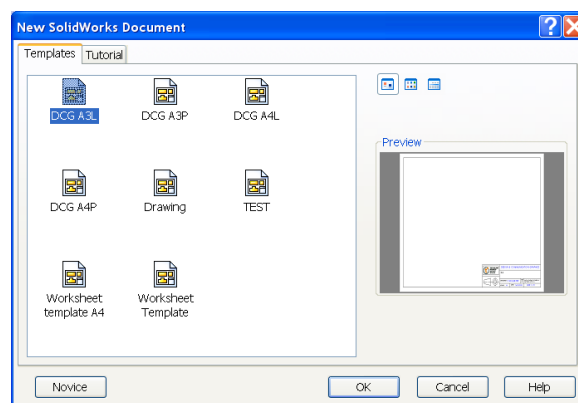 New SolidWorks Document
Templates
Tutorial
DCG A3L
DCG A3P
DCG A4L
Preview
DCG A4P
Drawing
TEST
Worksheet
template A4
Worksheet
Template
Novice
OK
Cancel
Help